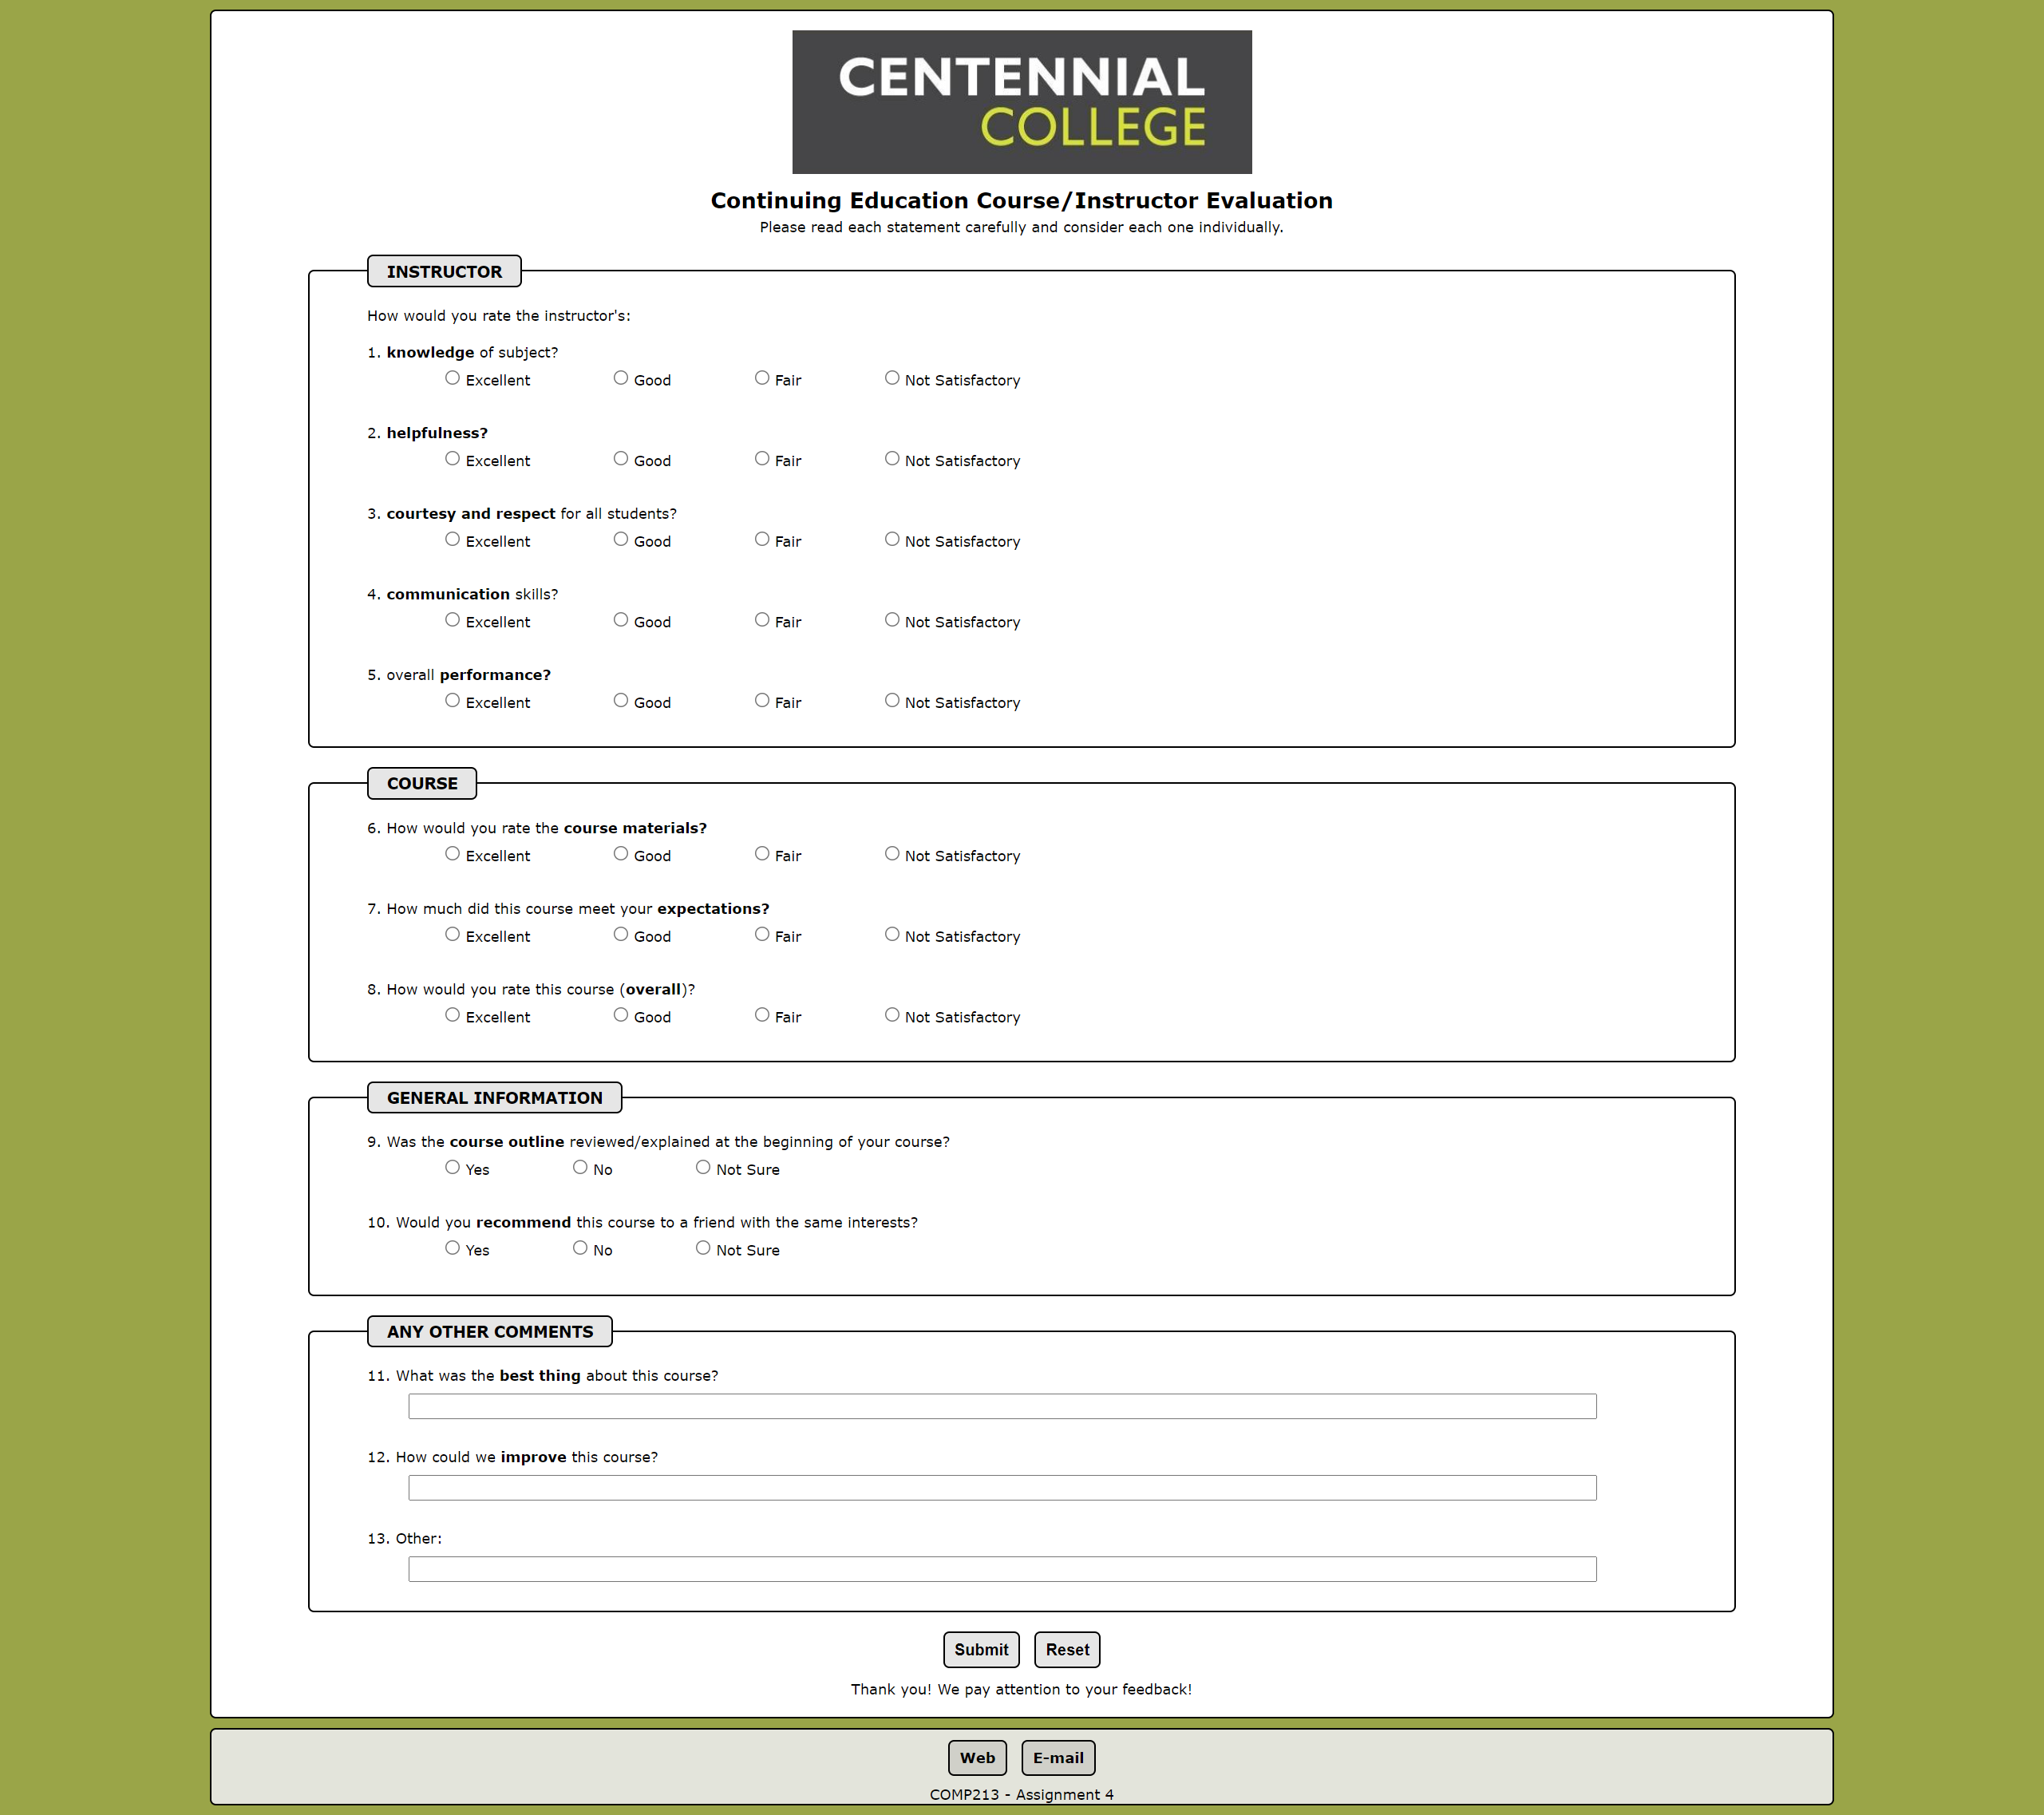 CENTENNIAL
COLLEGE
Continuing Education Course/Instructor Evaluation
Please read each statement carefully and consider each one individually.
INSTRUCTOR
How would you rate the instructor's:
1. knowledge of subject?
Excellent Good Fair Not Satisfactory
2. helpfulness?
Excellent Good Fair Not Satisfactory
3. courtesy and respect for all students?
Excellent Good Fair Not Satisfactory
4. communication skills?
Excellent Good Fair Not Satisfactory
5. overall performance?
Excellent Good Fair Not Satisfactory
COURSE
6. How would you rate the course materials?
Excellent Good Fair Not Satisfactory
7. How much did this course meet your expectations?
Excellent Good Fair Not Satisfactory
8. How would you rate this course (overall)?
Excellent Good Fair Not Satisfactory
GENERAL INFORMATION
9. Was the course outline reviewed/explained at the beginning of your course?
Yes No Not Sure
10. Would you recommend this course to a friend with the same interests?
Yes No Not Sure
ANY OTHER COMMENTS
11. What was the best thing about this course?
12. How could we improve this course?
13. Other:
Submit Reset
Thank you! We pay attention to your feedback!
Web E-mail
COMP213 - Assignment 4